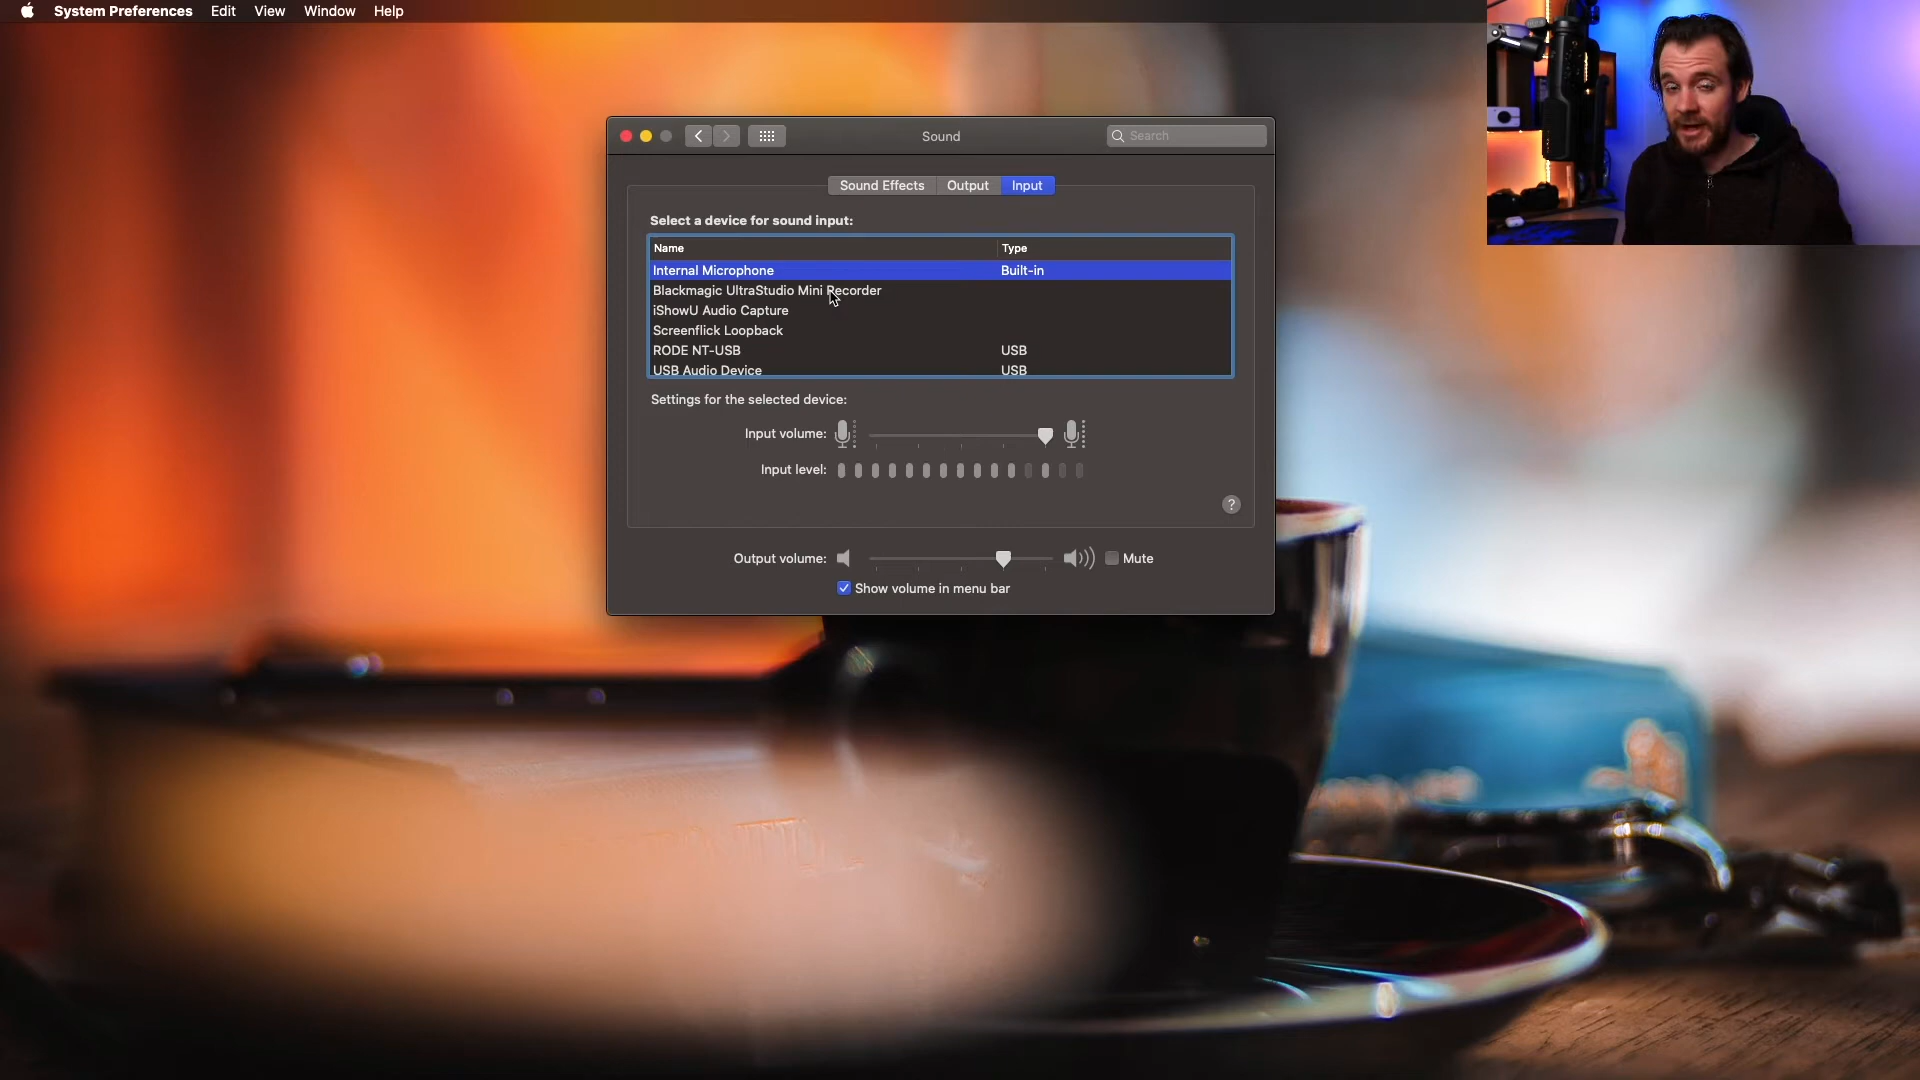 System Preferences Edit View Window Help
Sound
Search
Sound Effects Output Input
Select a device for sound input:
Name Type
Internal Microphone Built-in
Blackmagic UltraStudio Mini Recorder
iShowU Audio Capture
Screenflick Loopback
RODE NT-USB USB
USB Audio Device USB
Settings for the selected device:
Input volume:
Input level:
?
Output volume: Mute
Show volume in menu bar